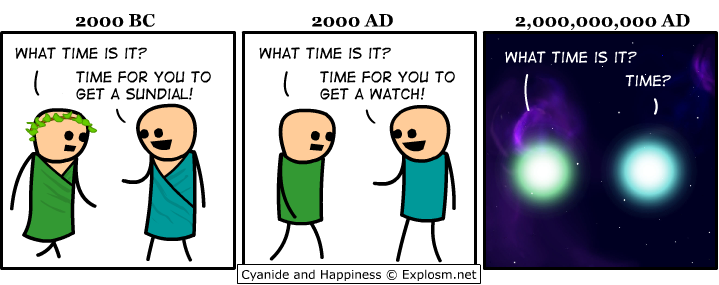 2000 BC
WHAT TIME IS IT?
TIME FOR YOU TO
GET A SUNDIAL!
2000 AD
WHAT TIME IS IT?
TIME FOR YOU TO
GET A WATCH!
2,000,000,000 AD
WHAT TIME IS IT?
TIME?
Cyanide and Happiness © Explosm.net